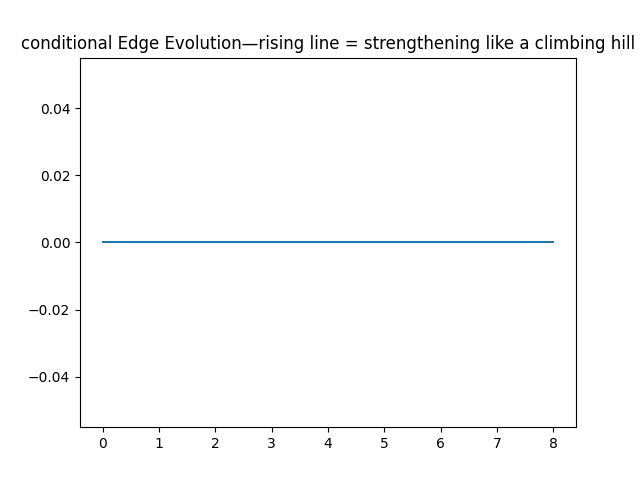 conditional Edge Evolution—rising line = strengthening like a climbing hill
0.04
0.02
0.00
−0.02
−0.04
0 1 2 3 4 5 6 7 8